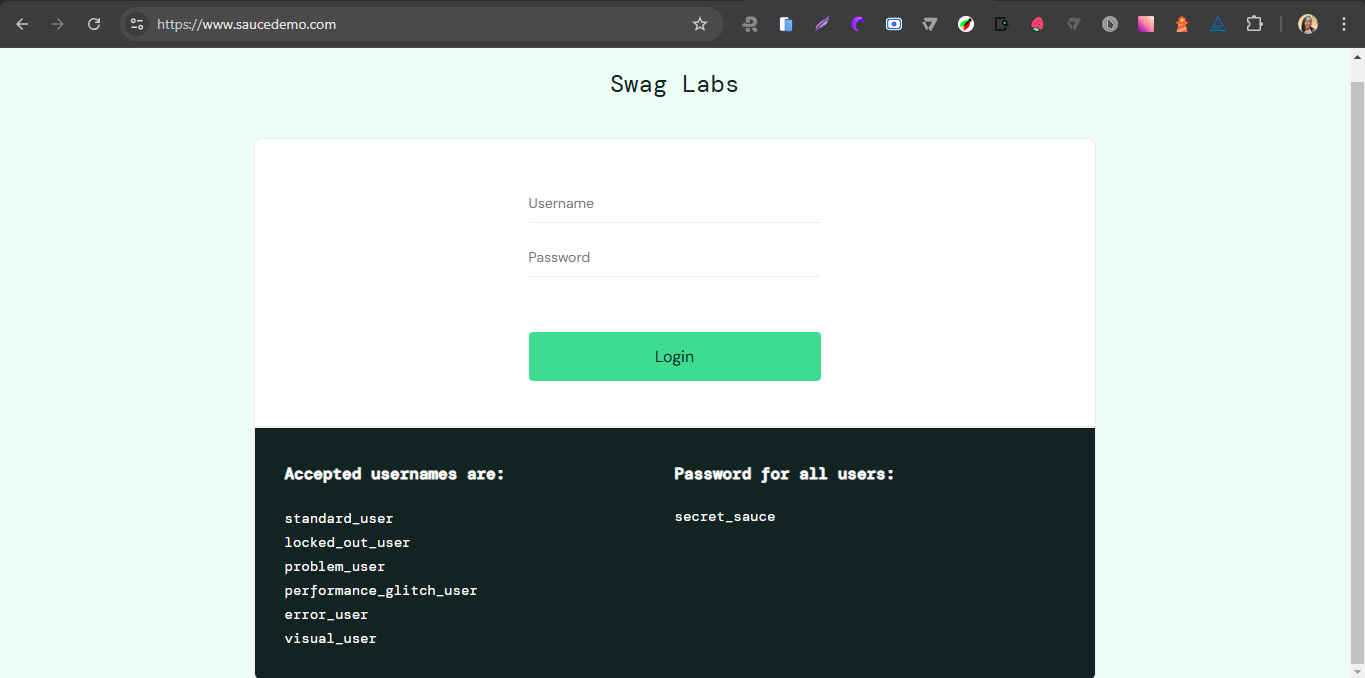 https://www.saucedemo.com
Swag Labs
Username
Password
Login
Accepted usernames are:
standard_user
locked_out_user
problem_user
performance_glitch_user
error_user
visual_user
Password for all users:
secret_sauce